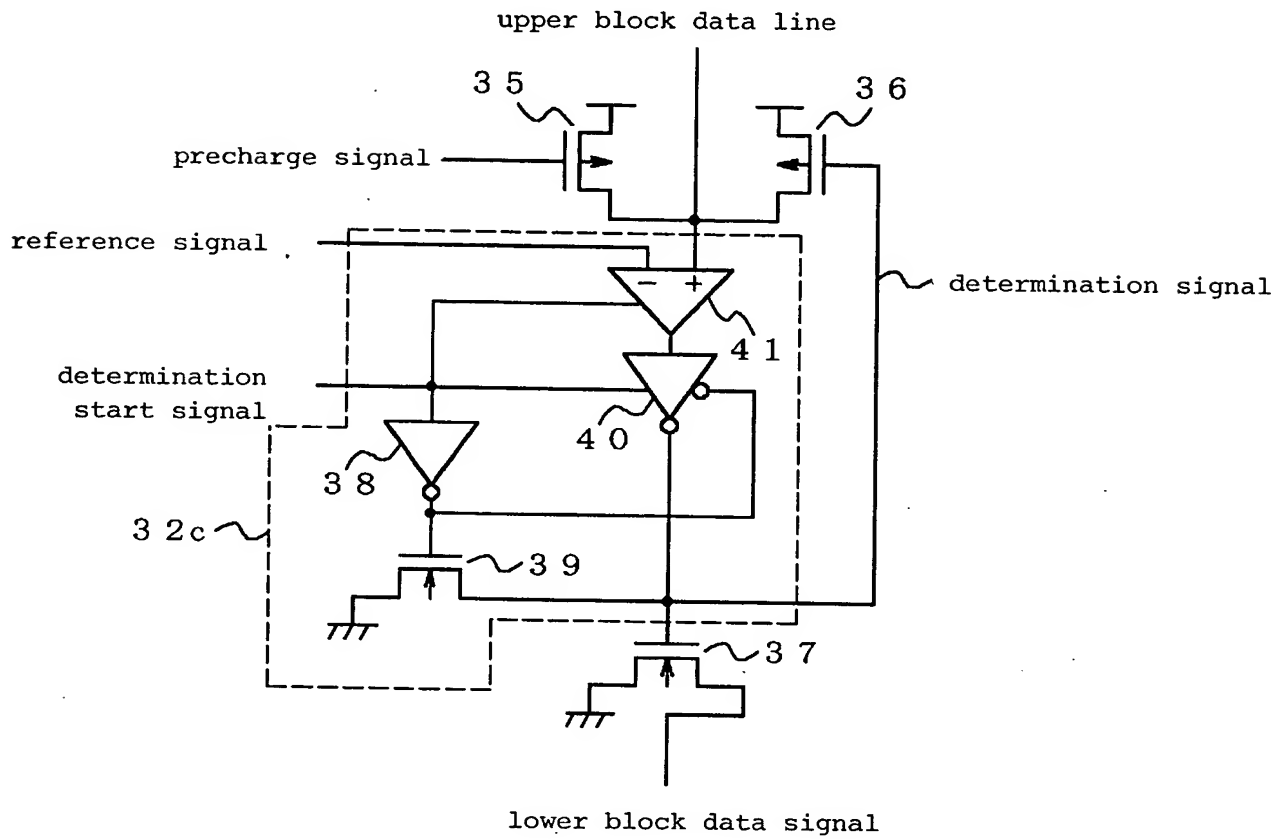 upper block data line
35
36
precharge signal
reference signal
− +
determination signal
41
determination
start signal
40
38
32c
39
37
lower block data signal